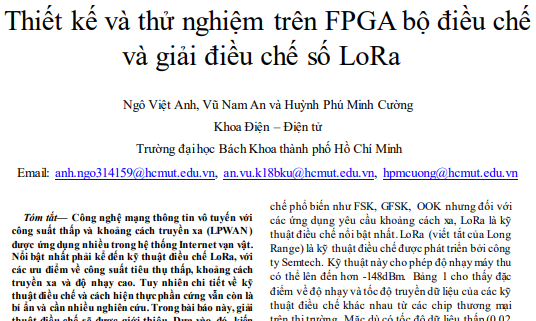 Thiết kế và thử nghiệm trên FPGA bộ điều chế
và giải điều chế số LoRa
Ngô Việt Anh, Vũ Nam An và Huỳnh Phú Minh Cường
Khoa Điện – Điện tử
Trường đại học Bách Khoa thành phố Hồ Chí Minh
Email: anh.ngo314159@hcmut.edu.vn, an.vu.k18bku@hcmut.edu.vn, hpmcuong@hcmut.edu.vn
Tóm tắt— Công nghệ mạng thông vô tuyến với
công suất thấp và khoảng cách truyền xa (LPWAN)
được ứng dụng nhiều trong hệ thống Internet vạn vật.
Nổi bật nhất phải kể đến kỹ thuật điều chế LoRa, với
các ưu điểm về công suất tiêu thụ thấp, khoảng cách
truyền xa và độ nhạy cao. Tuy nhiên chi tiết về kỹ
thuật điều chế và cách hiện thực phần cứng vẫn còn là
bí ẩn và cần nhiều nghiên cứu. Trong bài báo này, giải
thuật điều chế sẽ được giới thiệu. Dựa vào đó, kiến
chế phổ biến như FSK, GFSK, OOK nhưng đối với
các ứng dụng yêu cầu khoảng cách xa, LoRa là kỹ
thuật điều chế nổi bật nhất. LoRa (viết tắt của Long
Range) là kỹ thuật điều chế được phát triển bởi công
ty Semtech. Kỹ thuật này cho phép độ nhạy máy thu
có thể lên đến hơn -148dBm. Bảng 1 cho thấy đặc
điểm về độ nhạy và tốc độ truyền dữ liệu của các kỹ
thuật điều chế khác nhau từ các chip thương mại
trên thị trường. Mặc dù có tốc độ dữ liệu thấp (0.02